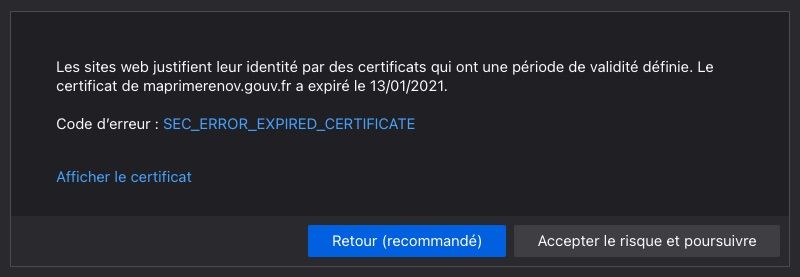 Les sites web justifient leur identité par des certificats qui ont une période de validité définie. Le
certificat de maprimerenov.gouv.fr a expiré le 13/01/2021.
Code d’erreur : SEC_ERROR_EXPIRED_CERTIFICATE
Afficher le certificat
Retour (recommandé)
Accepter le risque et poursuivre